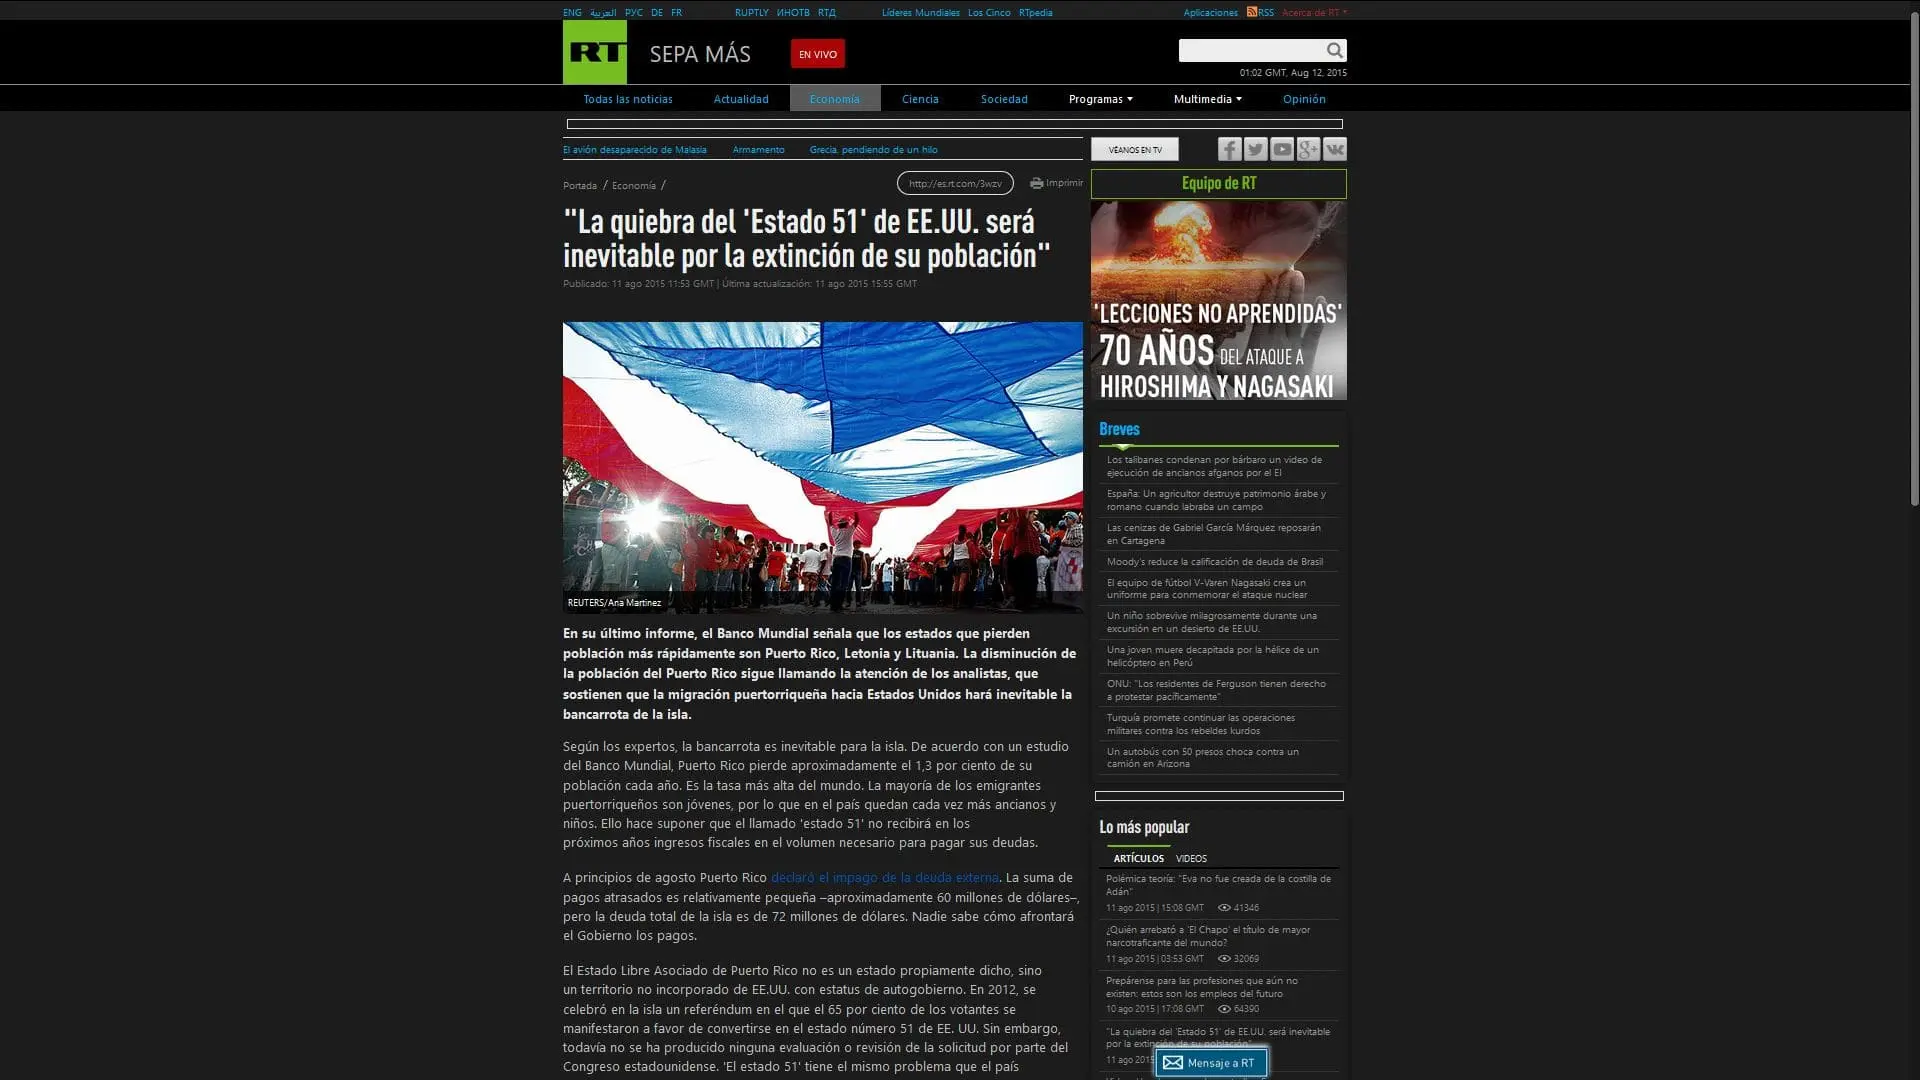 ENG العربية РУС DE FR RUPTLY ИНОТВ RTД Líderes Mundiales Los Cinco RTpedia Aplicaciones RSS Acerca de RT
RT SEPA MÁS EN VIVO
01:02 GMT, Aug 12, 2015
Todas las noticias Actualidad Economía Ciencia Sociedad Programas Multimedia Opinión
El avión desaparecido de Malasia Armamento Grecia, pendiendo de un hilo
VÉANOS EN TV
Portada / Economía /
http://es.rt.com/3wzv Imprimir
"La quiebra del 'Estado 51' de EE.UU. será
inevitable por la extinción de su población"
Publicado: 11 ago 2015 11:53 GMT | Última actualización: 11 ago 2015 15:55 GMT
REUTERS/Ana Martinez
En su último informe, el Banco Mundial señala que los estados que pierden
población más rápidamente son Puerto Rico, Letonia y Lituania. La disminución de
la población del Puerto Rico sigue llamando la atención de los analistas, que
sostienen que la migración puertorriqueña hacia Estados Unidos hará inevitable la
bancarrota de la isla.
Según los expertos, la bancarrota es inevitable para la isla. De acuerdo con un estudio
del Banco Mundial, Puerto Rico pierde aproximadamente el 1,3 por ciento de su
población cada año. Es la tasa más alta del mundo. La mayoría de los emigrantes
puertorriqueños son jóvenes, por lo que en el país quedan cada vez más ancianos y
niños. Ello hace suponer que el llamado 'estado 51' no recibirá en los
próximos años ingresos fiscales en el volumen necesario para pagar sus deudas.
A principios de agosto Puerto Rico declaró el impago de la deuda externa. La suma de
pagos atrasados es relativamente pequeña –aproximadamente 60 millones de dólares–,
pero la deuda total de la isla es de 72 millones de dólares. Nadie sabe cómo afrontará
el Gobierno los pagos.
El Estado Libre Asociado de Puerto Rico no es un estado propiamente dicho, sino
un territorio no incorporado de EE.UU. con estatus de autogobierno. En 2012, se
celebró en la isla un referéndum en el que el 65 por ciento de los votantes se
manifestaron a favor de convertirse en el estado número 51 de EE. UU. Sin embargo,
todavía no se ha producido ninguna evaluación o revisión de la solicitud por parte del
Congreso estadounidense. 'El estado 51' tiene el mismo problema que el país
Equipo de RT
'LECCIONES NO APRENDIDAS'
70 AÑOS DEL ATAQUE A
HIROSHIMA Y NAGASAKI
Breves
Los talibanes condenan por bárbaro un video de
ejecución de ancianos afganos por el EI
España: Un agricultor destruye patrimonio árabe y
romano cuando labraba un campo
Las cenizas de Gabriel García Márquez reposarán
en Cartagena
Moody's reduce la calificación de deuda de Brasil
El equipo de fútbol V-Varen Nagasaki crea un
uniforme para conmemorar el ataque nuclear
Un niño sobrevive milagrosamente durante una
excursión en un desierto de EE.UU.
Una joven muere decapitada por la hélice de un
helicóptero en Perú
ONU: "Los residentes de Ferguson tienen derecho
a protestar pacíficamente"
Turquía promete continuar las operaciones
militares contra los rebeldes kurdos
Un autobús con 50 presos choca contra un
camión en Arizona
Lo más popular
ARTÍCULOS VIDEOS
Polémica teoría: "Eva no fue creada de la costilla de
Adán"
11 ago 2015 | 15:08 GMT 41346
¿Quién arrebató a 'El Chapo' el título de mayor
narcotraficante del mundo?
11 ago 2015 | 03:53 GMT 32069
Prepárense para las profesiones que aún no
existen: estos son los empleos del futuro
10 ago 2015 | 17:08 GMT 64390
"La quiebra del 'Estado 51' de EE.UU. será inevitable
por la extinción de su población"
11 ago 2015
Mensaje a RT